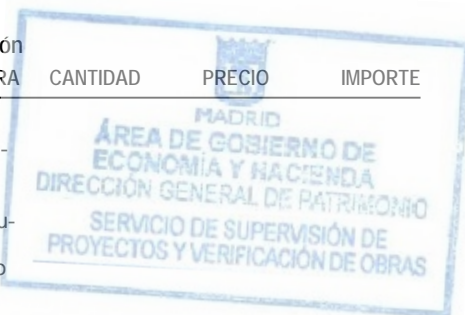 ón
RA CANTIDAD PRECIO IMPORTE
MADRID
ÁREA DE GOBIERNO DE
ECONOMÍA Y HACIENDA
DIRECCIÓN GENERAL DE PATRIMONIO
SERVICIO DE SUPERVISIÓN DE
u-
PROYECTOS Y VERIFICACIÓN DE OBRAS
o